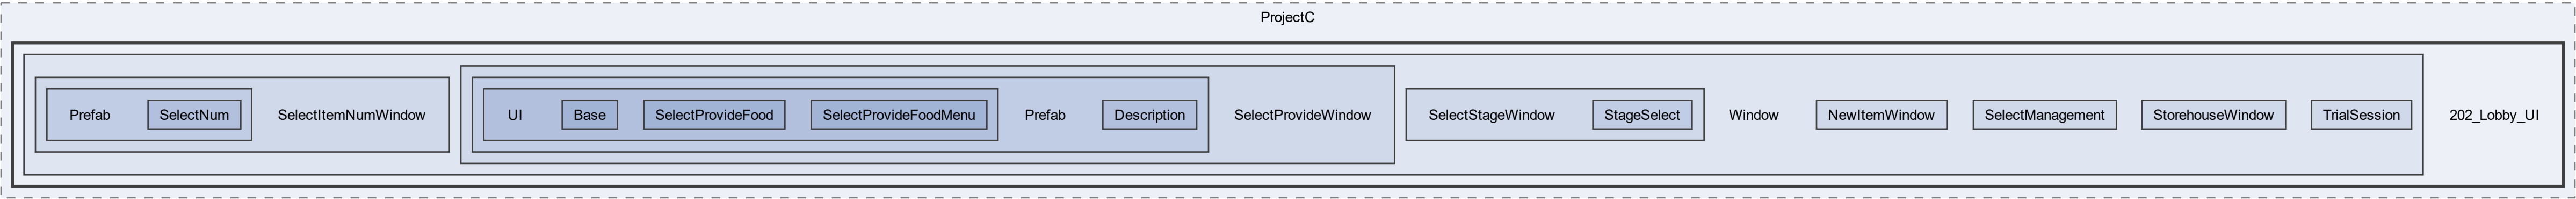 ProjectC
Prefab
SelectNum
SelectItemNumWindow
UI
Base
SelectProvideFood
SelectProvideFoodMenu
Prefab
Description
SelectProvideWindow
SelectStageWindow
StageSelect
Window
NewItemWindow
SelectManagement
StorehouseWindow
TrialSession
202_Lobby_UI